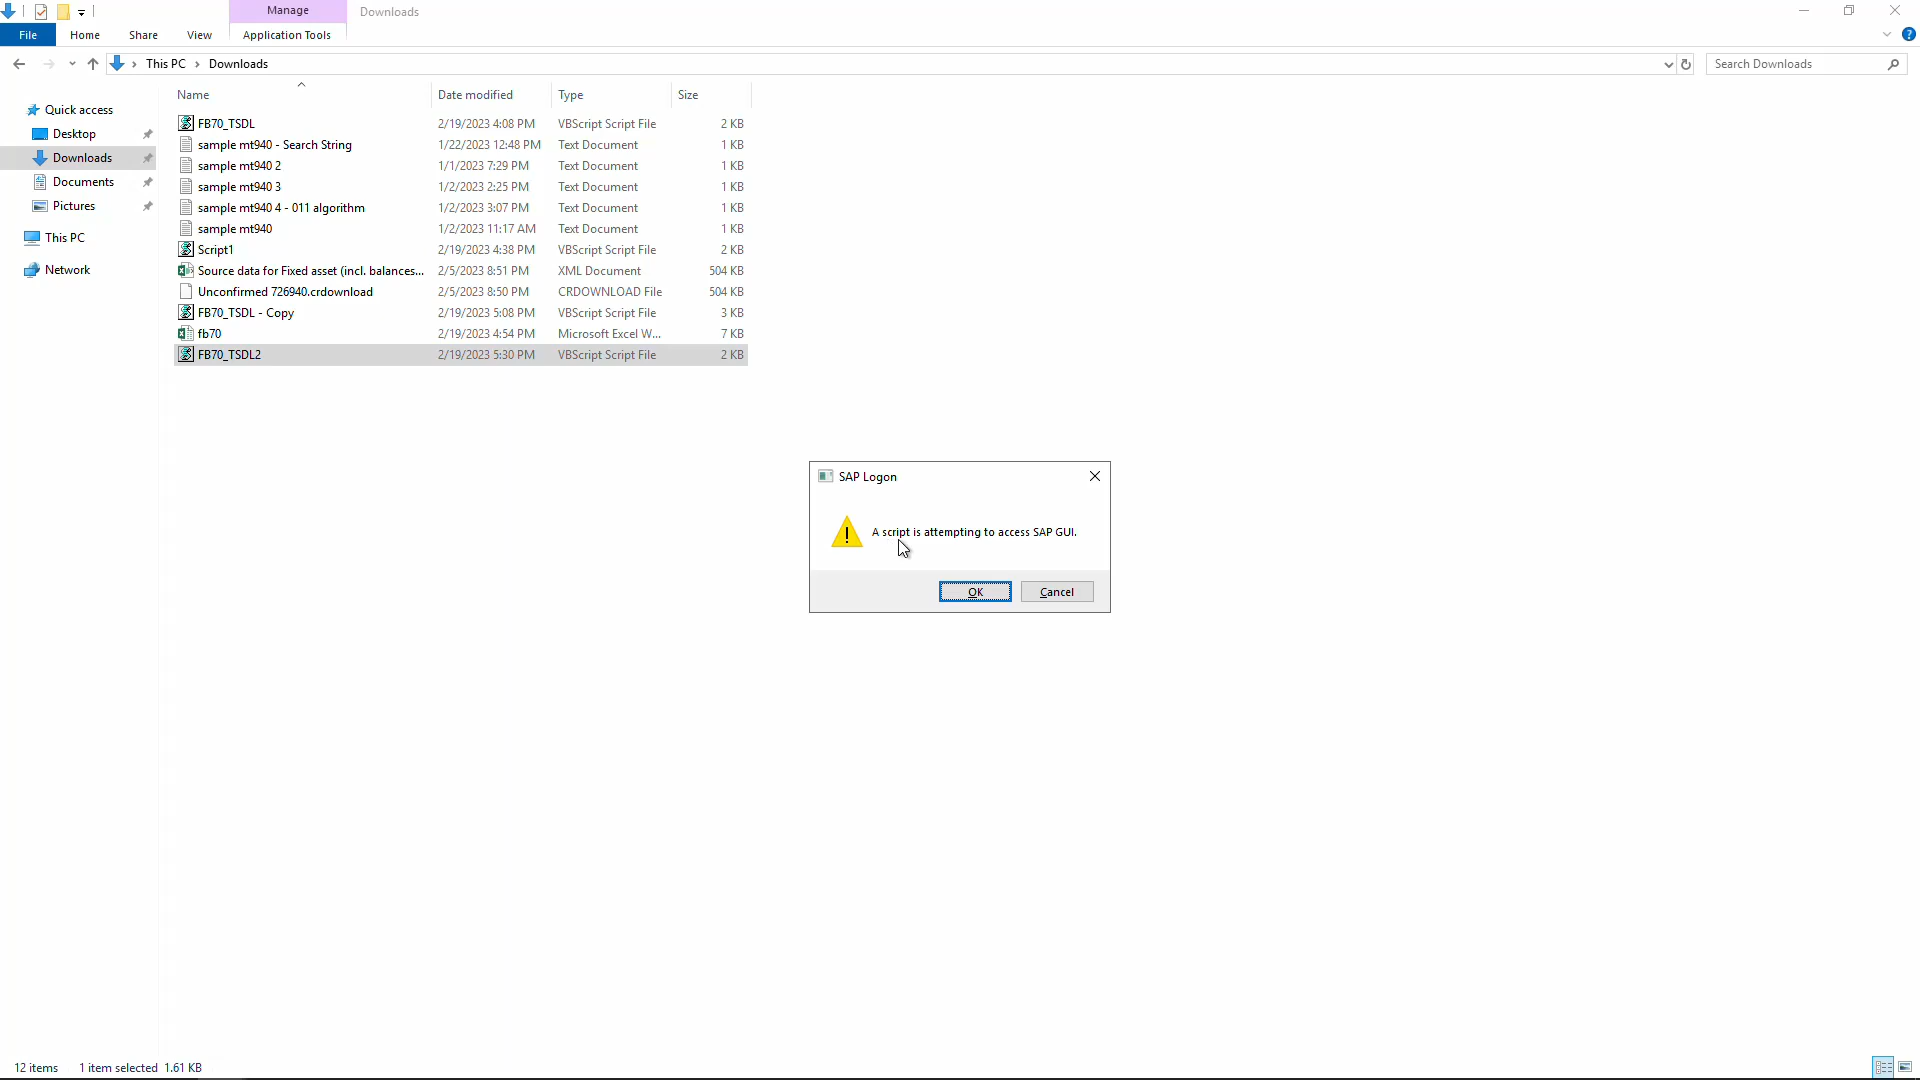 Manage
Downloads
File
Home
Share
View
Application Tools
This PC
Downloads
Search Downloads
Quick access
Desktop
Downloads
Documents
Pictures
This PC
Network
Name Date modified Type Size
FB70_TSDL 2/19/2023 4:08 PM VBScript Script File 2 KB
sample mt940 - Search String 1/22/2023 12:48 PM Text Document 1 KB
sample mt940 2 1/1/2023 7:29 PM Text Document 1 KB
sample mt940 3 1/2/2023 2:25 PM Text Document 1 KB
sample mt940 4 - 011 algorithm 1/2/2023 3:07 PM Text Document 1 KB
sample mt940 1/2/2023 11:17 AM Text Document 1 KB
Script1 2/19/2023 4:38 PM VBScript Script File 2 KB
Source data for Fixed asset (incl. balances... 2/5/2023 8:51 PM XML Document 504 KB
Unconfirmed 726940.crdownload 2/5/2023 8:50 PM CRDOWNLOAD File 504 KB
FB70_TSDL - Copy 2/19/2023 5:08 PM VBScript Script File 3 KB
fb70 2/19/2023 4:54 PM Microsoft Excel W... 7 KB
FB70_TSDL2 2/19/2023 5:30 PM VBScript Script File 2 KB
SAP Logon
A script is attempting to access SAP GUI.
OK
Cancel
12 items 1 item selected 1.61 KB